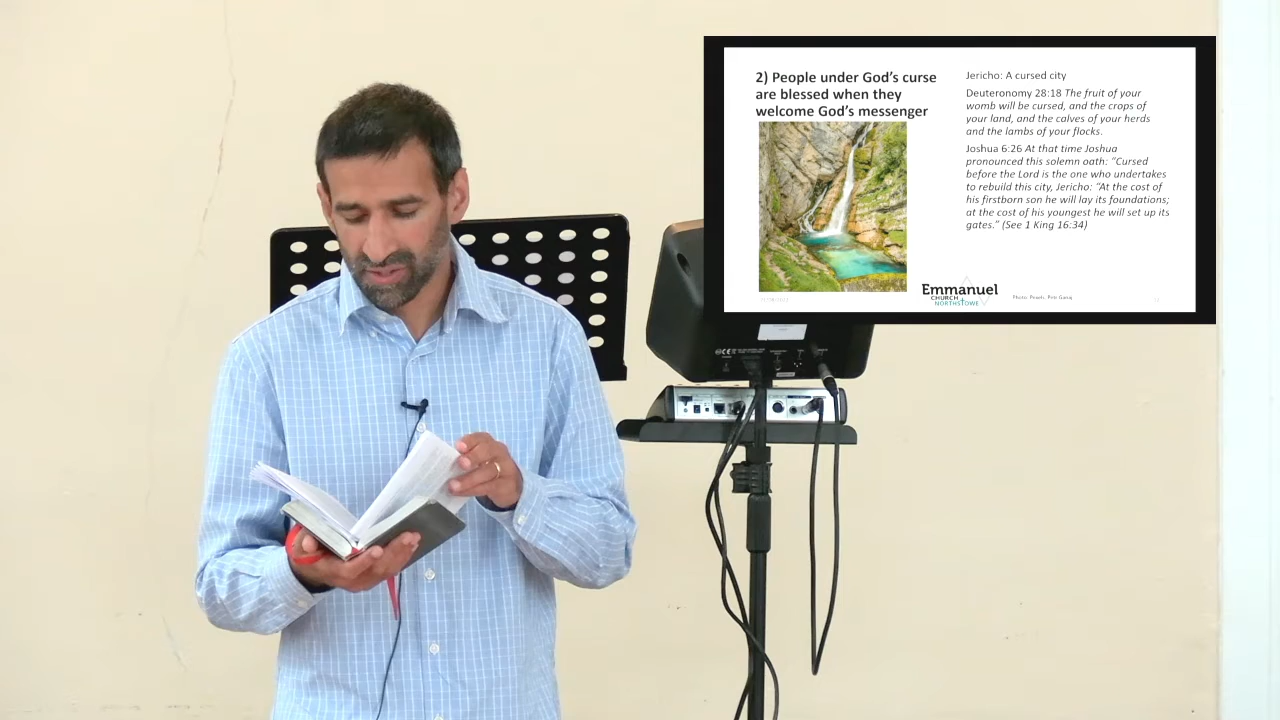 2) People under God's curse
are blessed when they
welcome God's messenger
Jericho: A cursed city
Deuteronomy 28:18 The fruit of your
womb will be cursed, and the crops of
your land, and the calves of your herds
and the lambs of your flocks.
Joshua 6:26 At that time Joshua
pronounced this solemn oath: “Cursed
before the Lord is the one who undertakes
to rebuild this city, Jericho: “At the cost of
his firstborn son he will lay its foundations;
at the cost of his youngest he will set up its
gates.” (See 1 King 16:34)
Emmanuel
CHURCH
NORTHSTOWE
Photo: Pexels, Petr Ganaj